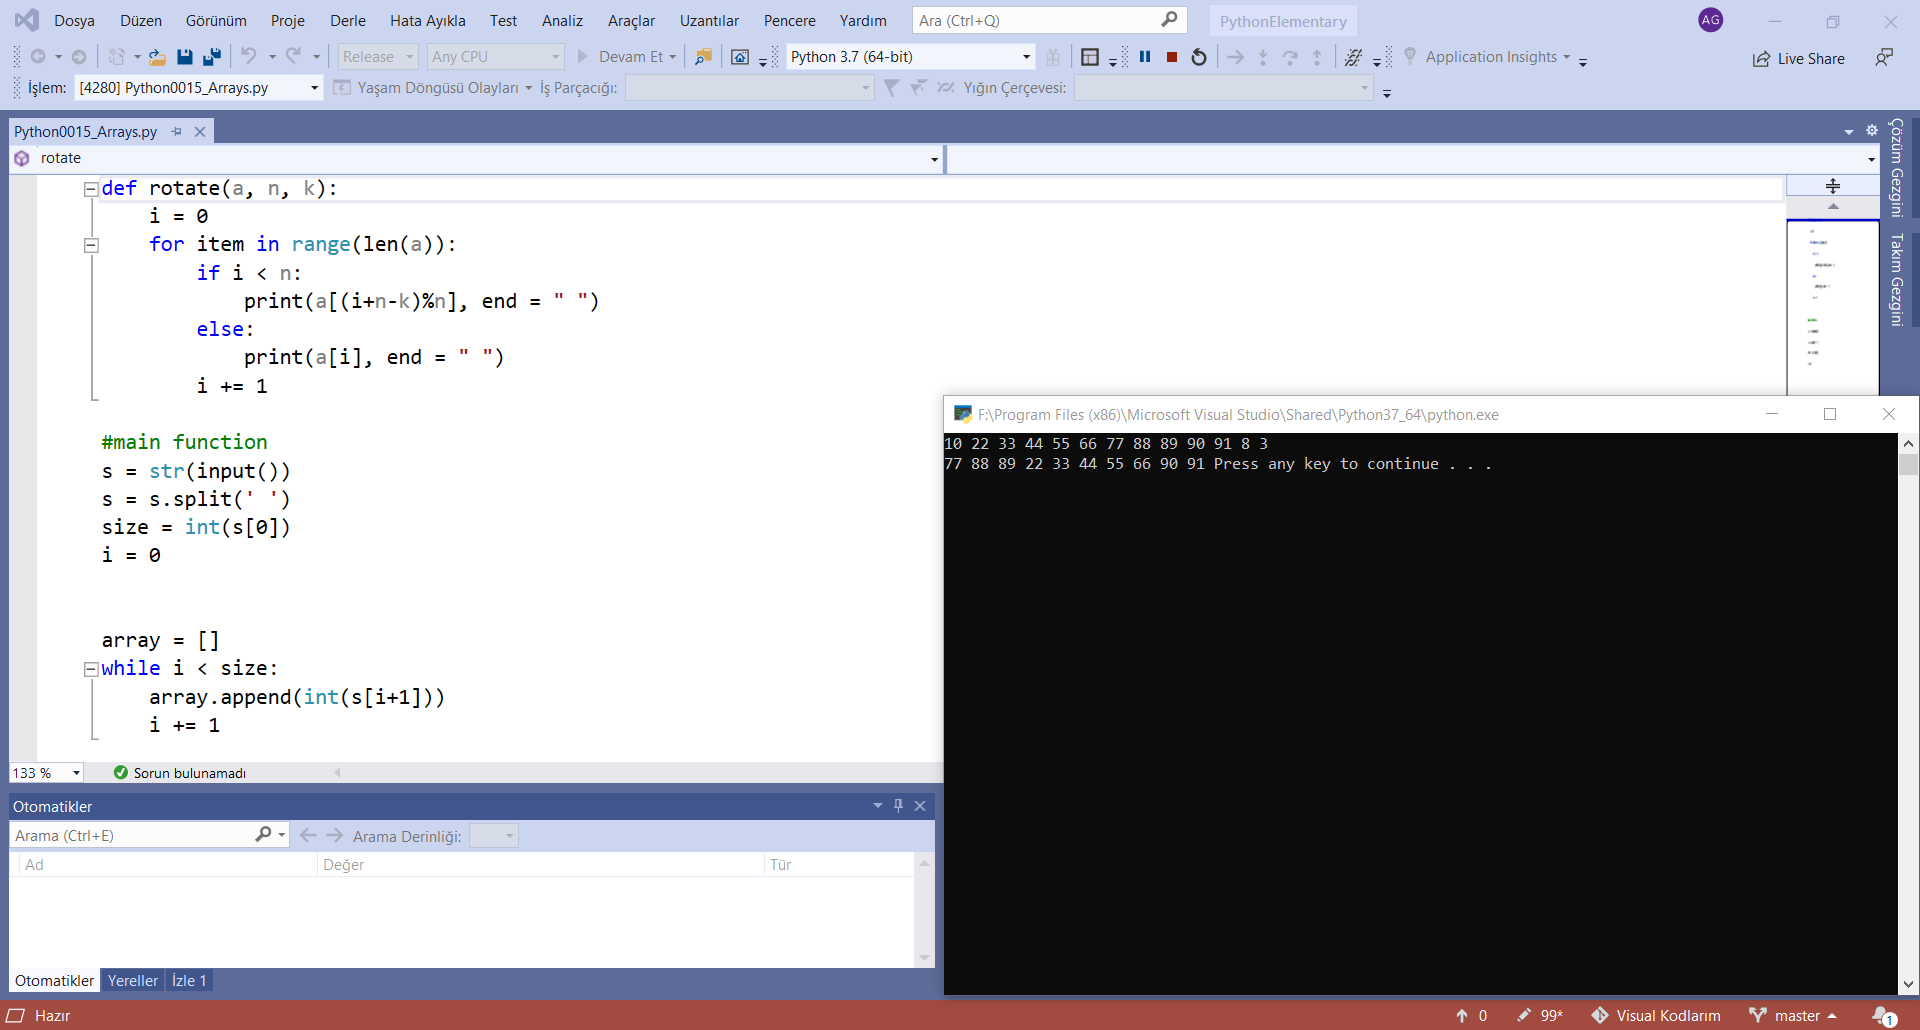 Dosya Düzen Görünüm Proje Derle Hata Ayıkla Test Analiz Araçlar Uzantılar Pencere Yardım Ara (Ctrl+Q) PythonElementary AG
Release Any CPU Devam Et Python 3.7 (64-bit) Application Insights Live Share
İşlem: [4280] Python0015_Arrays.py Yaşam Döngüsü Olayları İş Parçacığı: Yığın Çerçevesi:
Python0015_Arrays.py
rotate
def rotate(a, n, k):
    i = 0
    for item in range(len(a)):
        if i < n:
            print(a[(i+n-k)%n], end = " ")
        else:
            print(a[i], end = " ")
        i += 1
#main function
s = str(input())
s = s.split(' ')
size = int(s[0])
i = 0
array = []
while i < size:
    array.append(int(s[i+1]))
    i += 1
133 % Sorun bulunamadı
Çözüm Gezgini
Takım Gezgini
F:\Program Files (x86)\Microsoft Visual Studio\Shared\Python37_64\python.exe
10 22 33 44 55 66 77 88 89 90 91 8 3
77 88 89 22 33 44 55 66 90 91 Press any key to continue . . .
Otomatikler
Arama (Ctrl+E) Arama Derinliği:
Ad Değer Tür
Otomatikler Yereller İzle 1
Hazır 0 99* Visual Kodlarım master 1